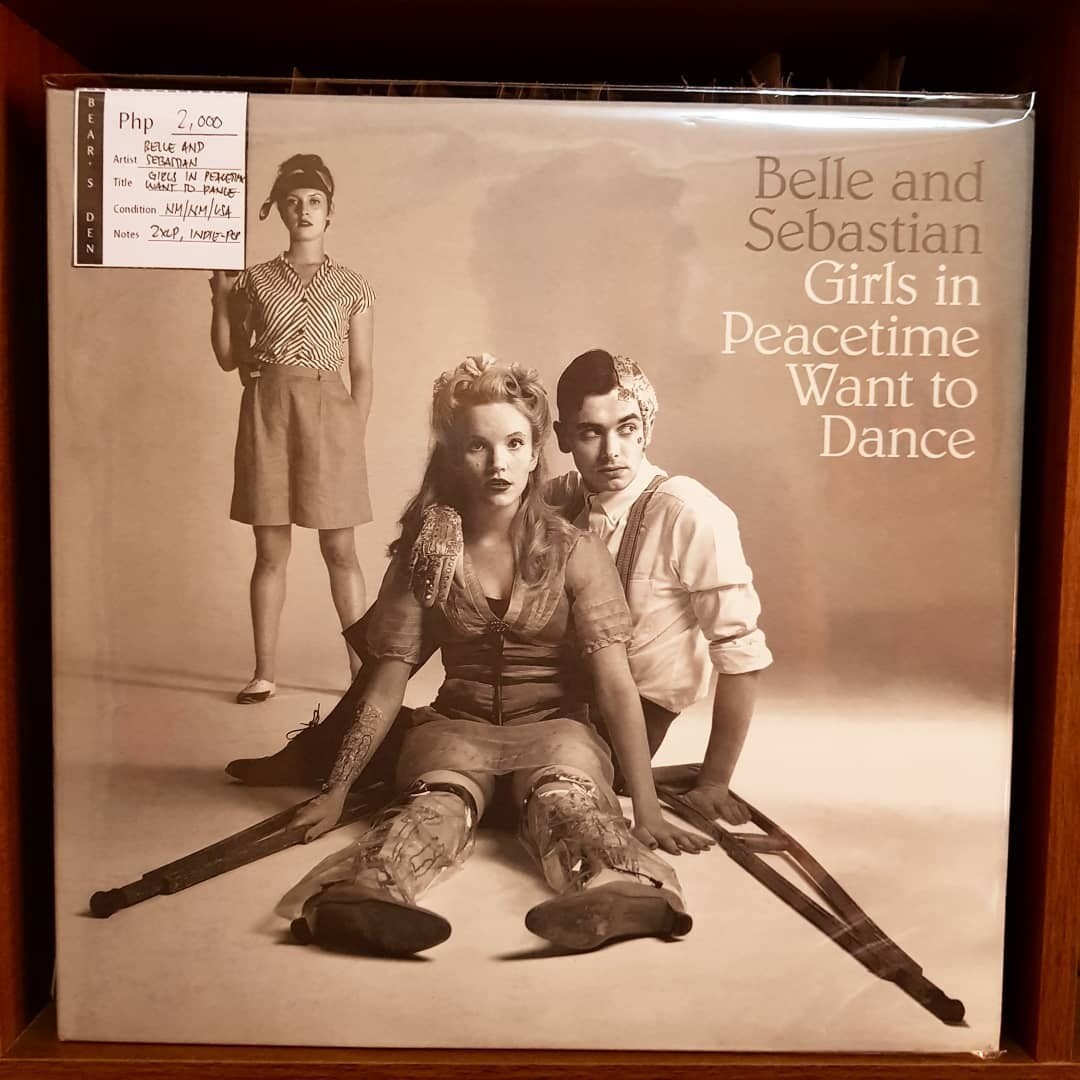 BEAR'S DEN
Php 2,000
Artist BELLE AND
SEBASTIAN
Title GIRLS IN PEACETIME
WANT TO DANCE
Condition NM/NM/USA
Notes 2XLP, INDIE-POP
Belle and
Sebastian
Girls in
Peacetime
Want to
Dance